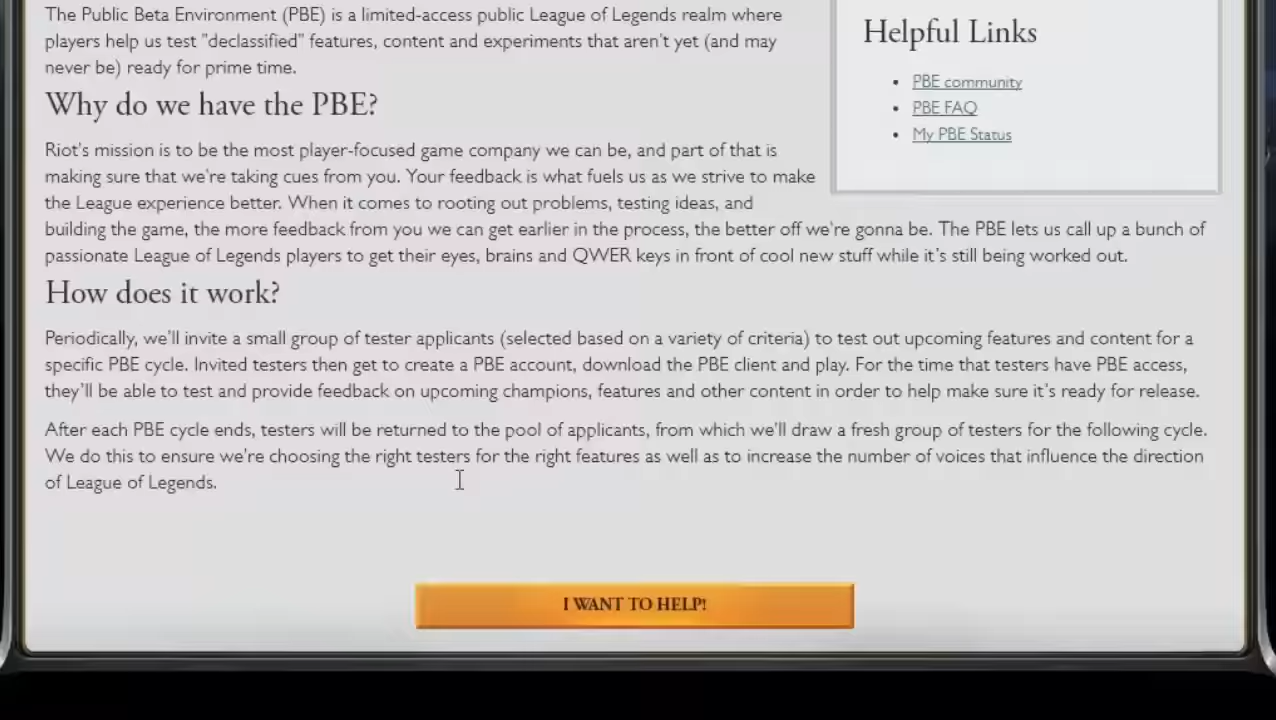 The Public Beta Environment (PBE) is a limited-access public League of Legends realm where
players help us test "declassified" features, content and experiments that aren't yet (and may
never be) ready for prime time.
Helpful Links
• PBE community
• PBE FAQ
• My PBE Status
Why do we have the PBE?
Riot's mission is to be the most player-focused game company we can be, and part of that is
making sure that we're taking cues from you. Your feedback is what fuels us as we strive to make
the League experience better. When it comes to rooting out problems, testing ideas, and
building the game, the more feedback from you we can get earlier in the process, the better off we're gonna be. The PBE lets us call up a bunch of
passionate League of Legends players to get their eyes, brains and QWER keys in front of cool new stuff while it's still being worked out.
How does it work?
Periodically, we'll invite a small group of tester applicants (selected based on a variety of criteria) to test out upcoming features and content for a
specific PBE cycle. Invited testers then get to create a PBE account, download the PBE client and play. For the time that testers have PBE access,
they'll be able to test and provide feedback on upcoming champions, features and other content in order to help make sure it's ready for release.
After each PBE cycle ends, testers will be returned to the pool of applicants, from which we'll draw a fresh group of testers for the following cycle.
We do this to ensure we're choosing the right testers for the right features as well as to increase the number of voices that influence the direction
of League of Legends.
I WANT TO HELP!